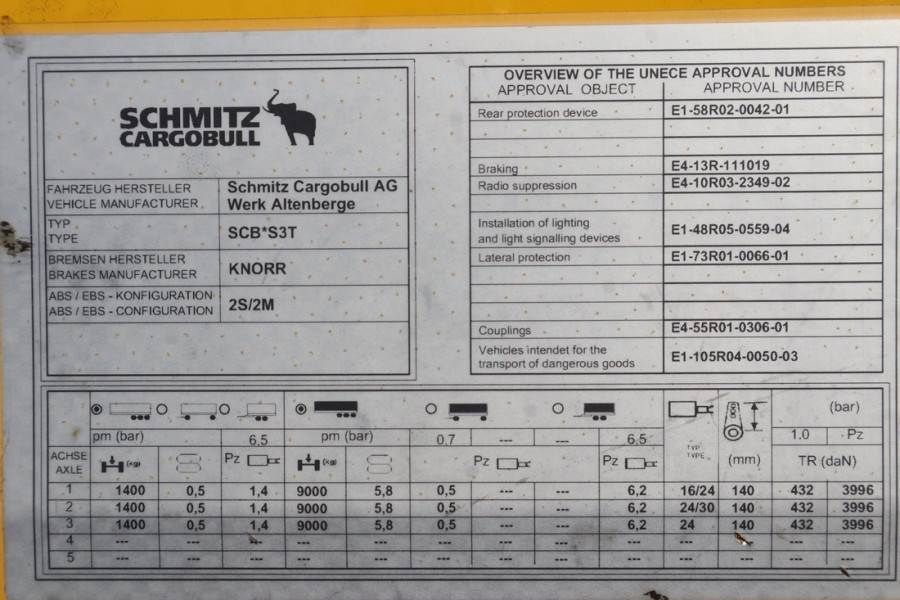 SCHMITZ
CARGOBULL
FAHRZEUG HERSTELLER
VEHICLE MANUFACTURER
Schmitz Cargobull AG
Werk Altenberge
TYP
TYPE
SCB*S3T
BREMSEN HERSTELLER
BRAKES MANUFACTURER
KNORR
ABS / EBS - KONFIGURATION
ABS / EBS - CONFIGURATION
2S/2M
OVERVIEW OF THE UNECE APPROVAL NUMBERS
APPROVAL OBJECT APPROVAL NUMBER
Rear protection device E1-58R02-0042-01
Braking E4-13R-111019
Radio suppression E4-10R03-2349-02
Installation of lighting
and light signalling devices E1-48R05-0559-04
Lateral protection E1-73R01-0066-01
Couplings E4-55R01-0306-01
Vehicles intendet for the
transport of dangerous goods E1-105R04-0050-03
(bar)
pm (bar) 6,5 pm (bar) 0.7 --- --- 6.5 1.0 Pz
ACHSE
AXLE
(kg) Pz (kg) Pz Pz TYP
TYPE (mm) TR (daN)
1 1400 0,5 1,4 9000 5,8 0,5 --- --- 6,2 16/24 140 432 3996
2 1400 0,5 1,4 9000 5,8 0,5 --- --- 6,2 24/30 140 432 3996
3 1400 0,5 1,4 9000 5,8 0,5 --- --- 6,2 24 140 432 3996
4 --- --- --- --- --- --- --- --- --- --- --- --- ---
5 --- --- --- --- --- --- --- --- --- --- --- --- ---